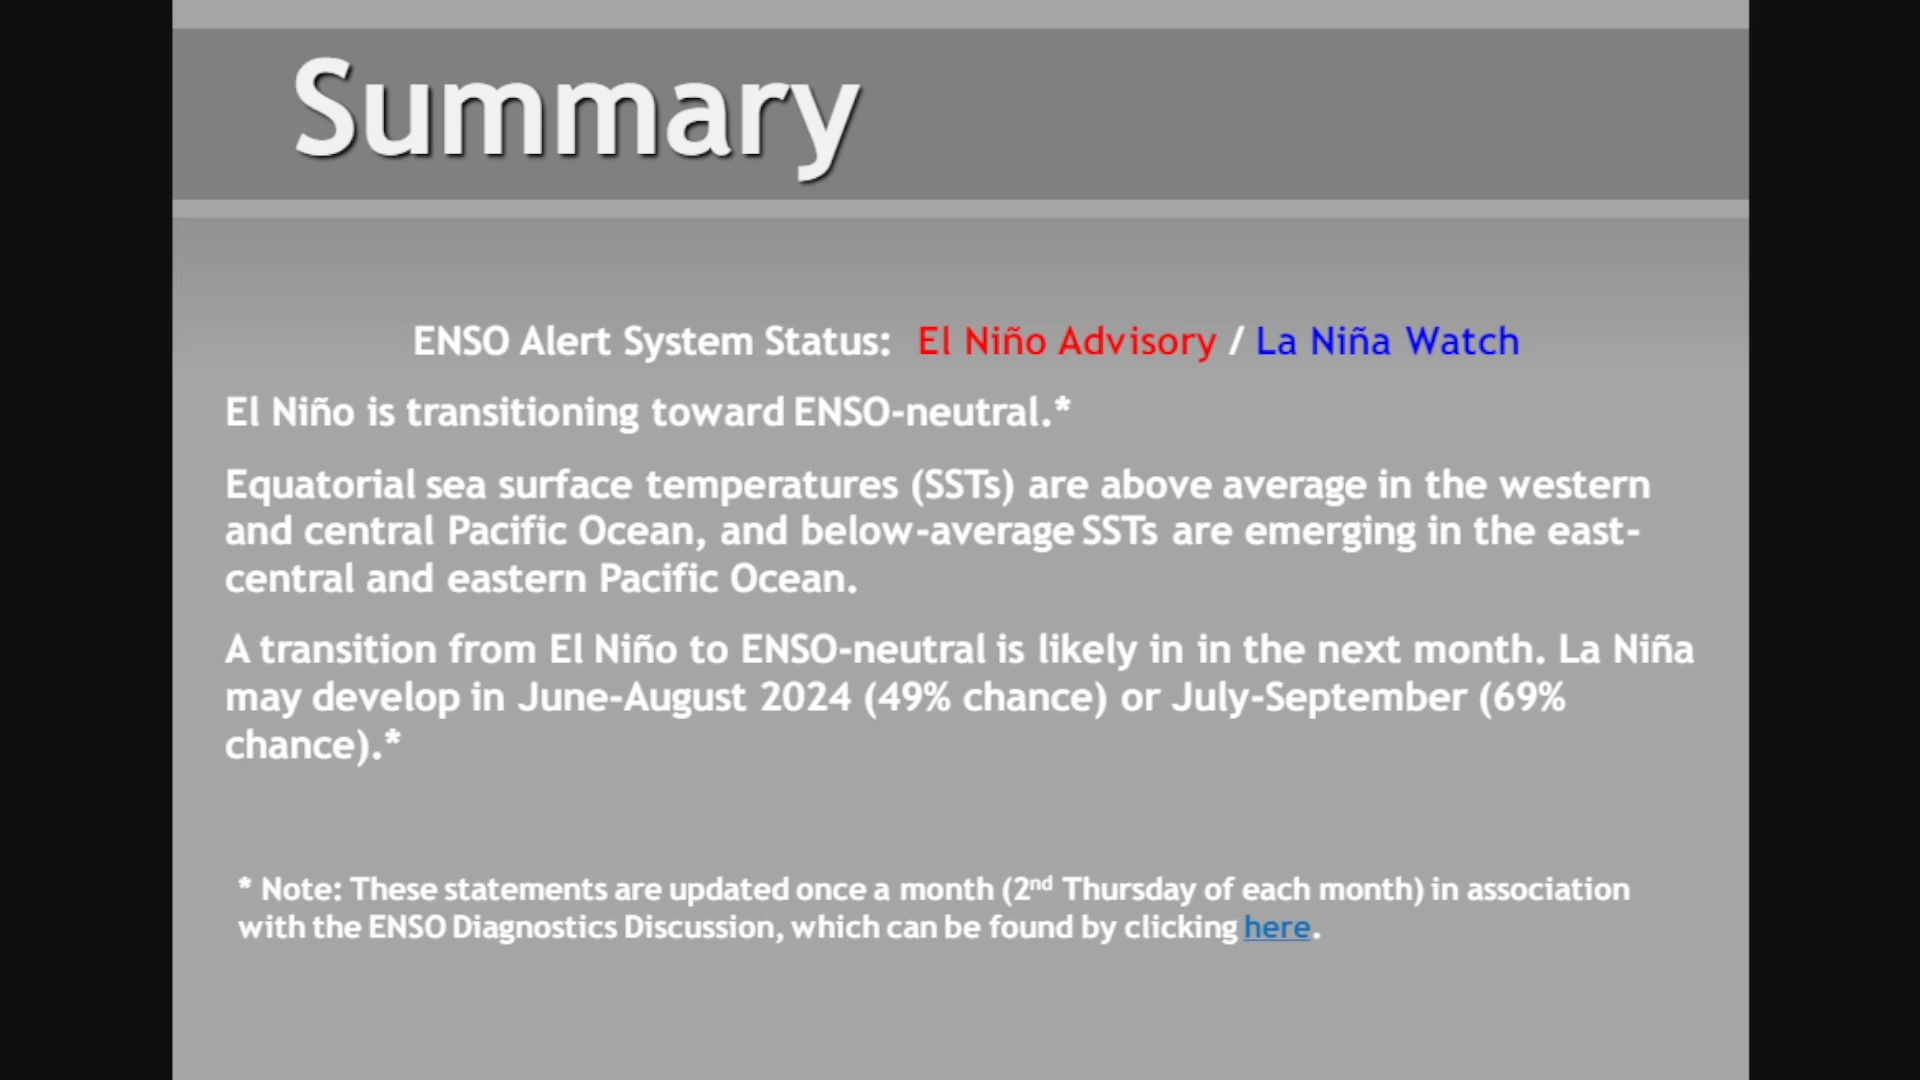 Summary
ENSO Alert System Status: El Niño Advisory / La Niña Watch
El Niño is transitioning toward ENSO-neutral.*
Equatorial sea surface temperatures (SSTs) are above average in the western
and central Pacific Ocean, and below-average SSTs are emerging in the east-
central and eastern Pacific Ocean.
A transition from El Niño to ENSO-neutral is likely in in the next month. La Niña
may develop in June-August 2024 (49% chance) or July-September (69%
chance).*
* Note: These statements are updated once a month (2nd Thursday of each month) in association
with the ENSO Diagnostics Discussion, which can be found by clicking here.